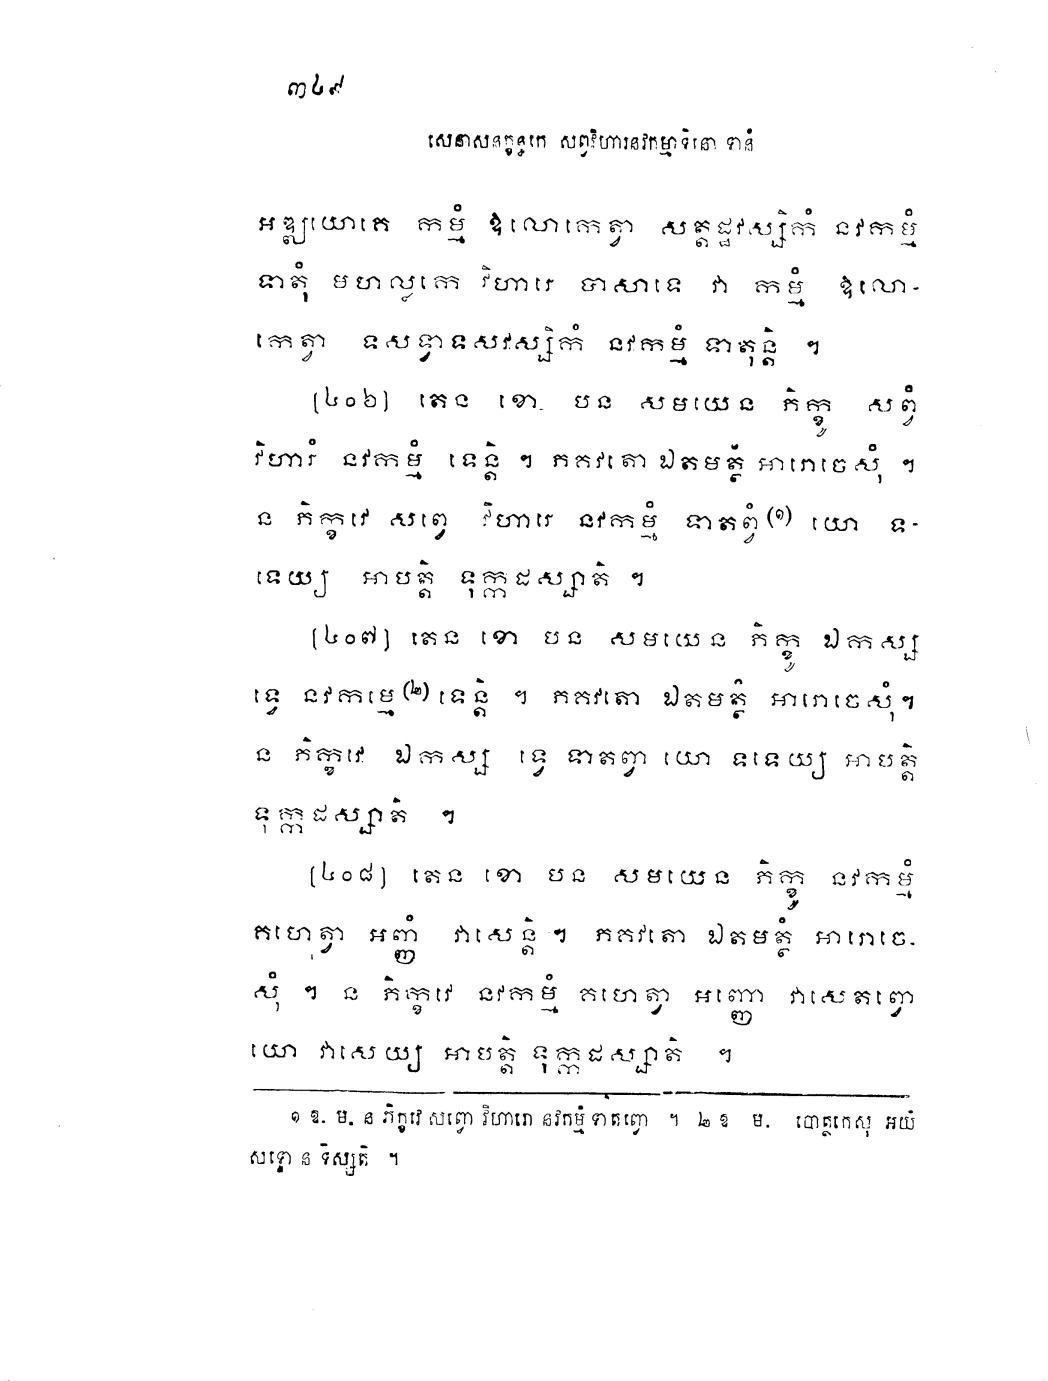 ៣៤៩
សេនាសនក្ខន្ធកេ សព្វវិហារនវកម្មាទិនោ ទានំ
អឌ្ឍយោគេ កម្មំ ឱលោកេត្វា សត្តដ្ឋវស្សិកំ នវកម្មំ
ទាតុំ មហល្លកេ វិហារេ បាសាទេ វា កម្មំ ឱលោ-
កេត្វា ទសទ្វាទសវស្សិកំ នវកម្មំ ទាតុន្តិ ។
[៤០៦] តេន ខោ បន សមយេន ភិក្ខូ សព្វំ
វិហារំ នវកម្មំ ទេន្តិ ។ ភគវតោ ឯតមត្ថំ អារោចេសុំ ។
ន ភិក្ខវេ សព្វេ វិហារេ នវកម្មំ ទាតព្វំ(១) យោ ទ-
ទេយ្យ អាបត្តិ ទុក្កដស្សាតិ ។
[៤០៧] តេន ខោ បន សមយេន ភិក្ខូ ឯកស្ស
ទ្វេ នវកម្មេ(២) ទេន្តិ ។ ភគវតោ ឯតមត្ថំ អារោចេសុំ។
ន ភិក្ខវេ ឯកស្ស ទ្វេ ទាតព្វា យោ ទទេយ្យ អាបត្តិ
ទុក្កដស្សាតិ ។
[៤០៨] តេន ខោ បន សមយេន ភិក្ខូ នវកម្មំ
គហេត្វា អញ្ញំ វាសេន្តិ ។ ភគវតោ ឯតមត្ថំ អារោចេ-
សុំ ។ ន ភិក្ខវេ នវកម្មំ គហេត្វា អញ្ញោ វាសេតព្វោ
យោ វាសេយ្យ អាបត្តិ ទុក្កដស្សាតិ ។
១ ឱ. ម. ន ភិក្ខវេ សព្វោ វិហារោ នវកម្មំ ទាតព្វោ ។ ២ ឱ ម. បោត្ថកេសុ អយំ
សទ្ទោ ន ទិស្សតិ ។